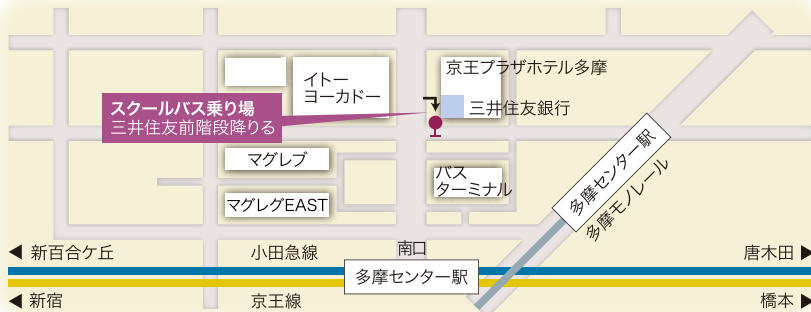 イトー
ヨーカドー
京王プラザホテル多摩
三井住友銀行
スクールバス乗り場
三井住友前階段降りる
マグレブ
マグレグEAST
バス
ターミナル
多摩センター駅
多摩モノレール
新百合ケ丘
小田急線
南口
唐木田
多摩センター駅
新宿
京王線
橋本